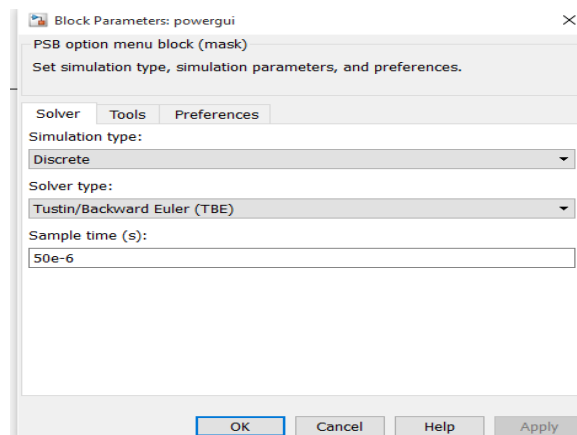 Block Parameters: powergui
PSB option menu block (mask)
Set simulation type, simulation parameters, and preferences.
Solver Tools Preferences
Simulation type:
Discrete
Solver type:
Tustin/Backward Euler (TBE)
Sample time (s):
50e-6
OK Cancel Help Apply